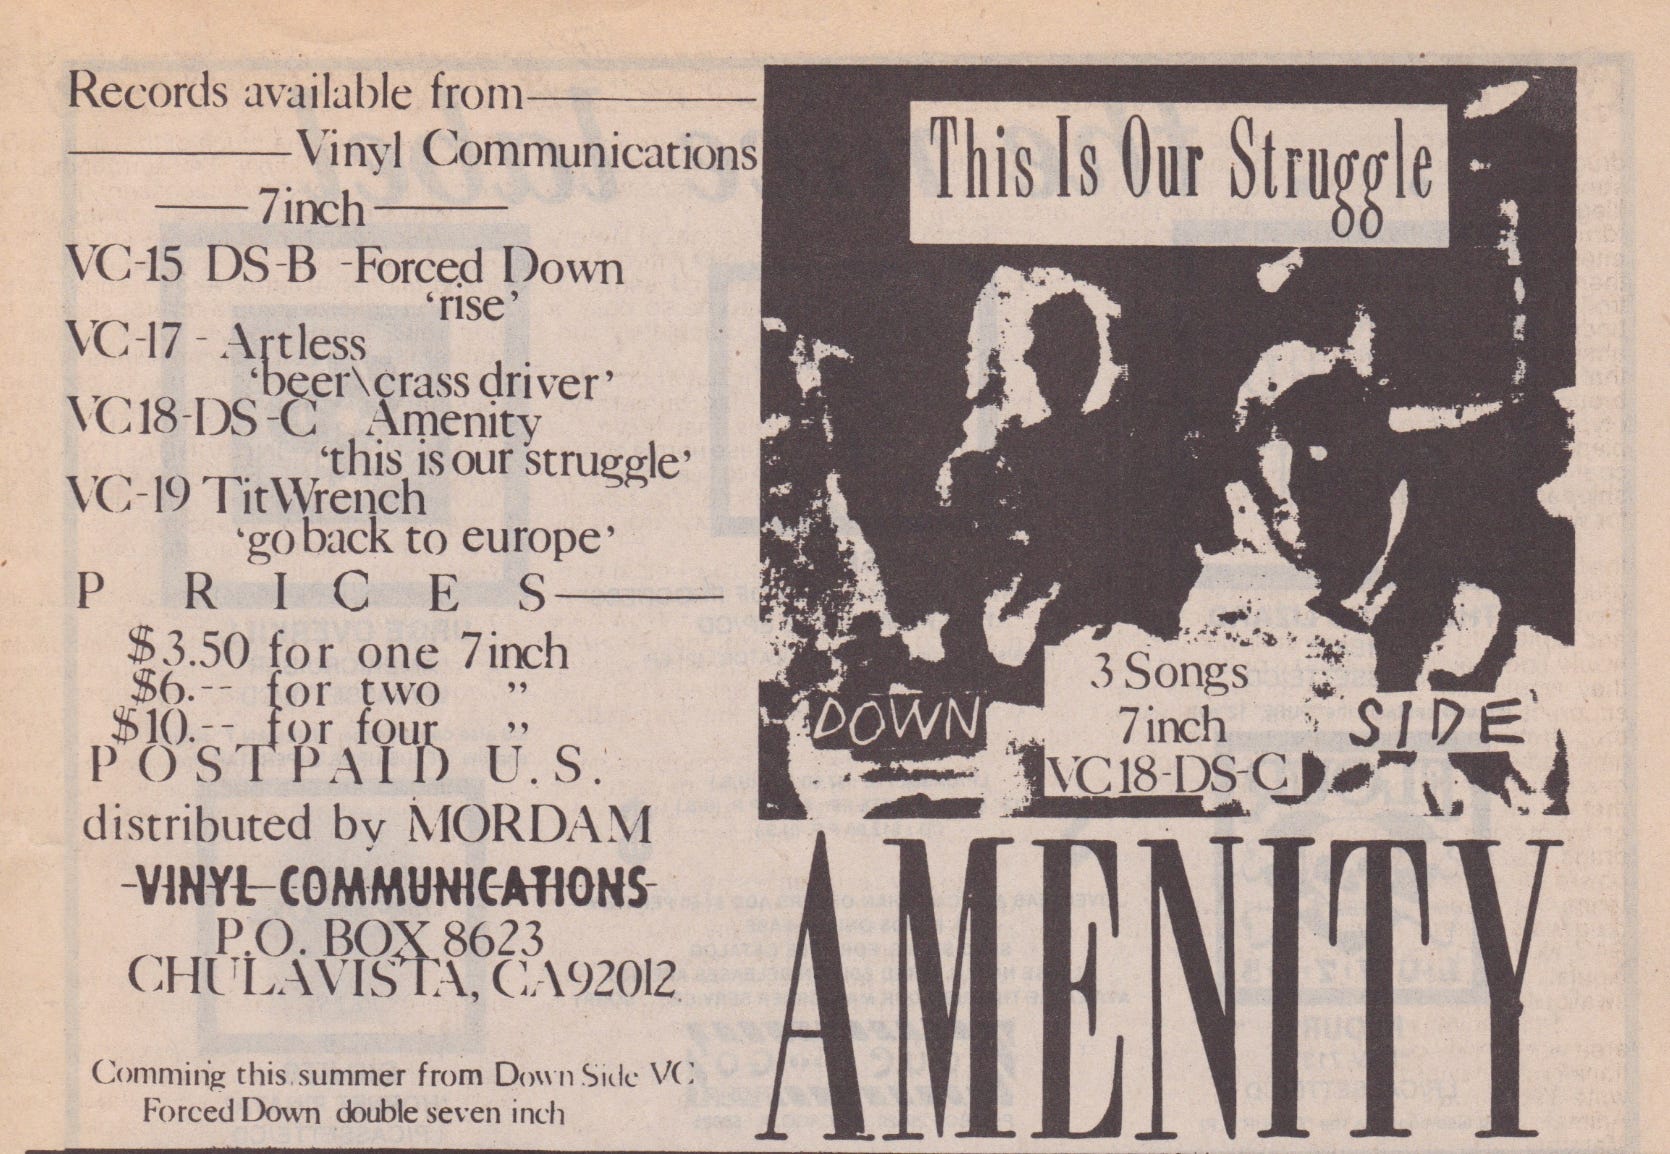 Records available from
Vinyl Communications
7inch
VC-15 DS-B -Forced Down
‘rise’
VC-17 - Artless
‘beer\crass driver’
VC18-DS-C Amenity
‘this is our struggle’
VC-19 TitWrench
‘go back to europe’
P R I C E S
$3.50 for one 7inch
$6.-- for two ”
$10.-- for four ”
POSTPAID U.S.
distributed by MORDAM
-VINYL-COMMUNICATIONS-
P.O. BOX 8623
CHULAVISTA, CA92012
Comming this summer from Down Side VC
Forced Down double seven inch
This Is Our Struggle
3 Songs
7inch
VC18-DS-C
DOWN SIDE
AMENITY